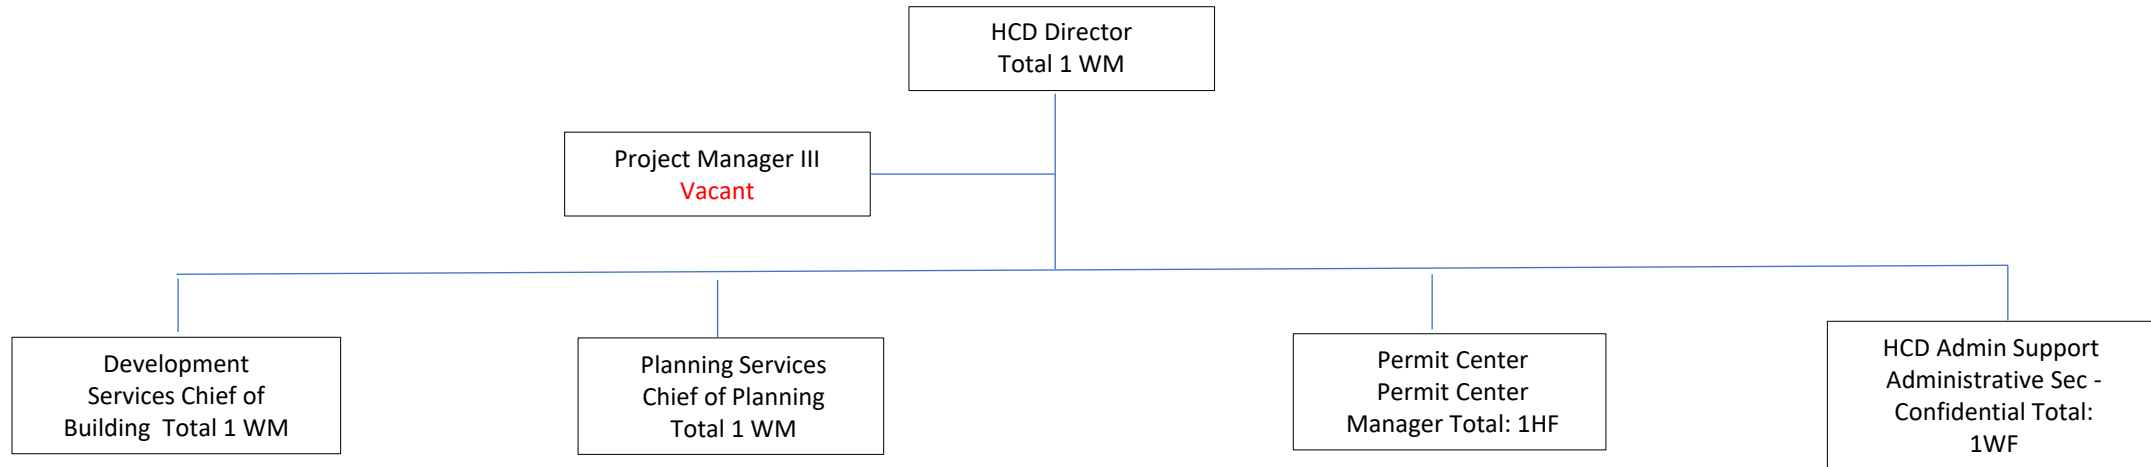 HCD Director
Total 1 WM
Project Manager III
Vacant
Development
Services Chief of
Building  Total 1 WM
Planning Services
Chief of Planning
Total 1 WM
Permit Center
Permit Center
Manager Total: 1HF
HCD Admin Support
Administrative Sec -
Confidential Total:
1WF